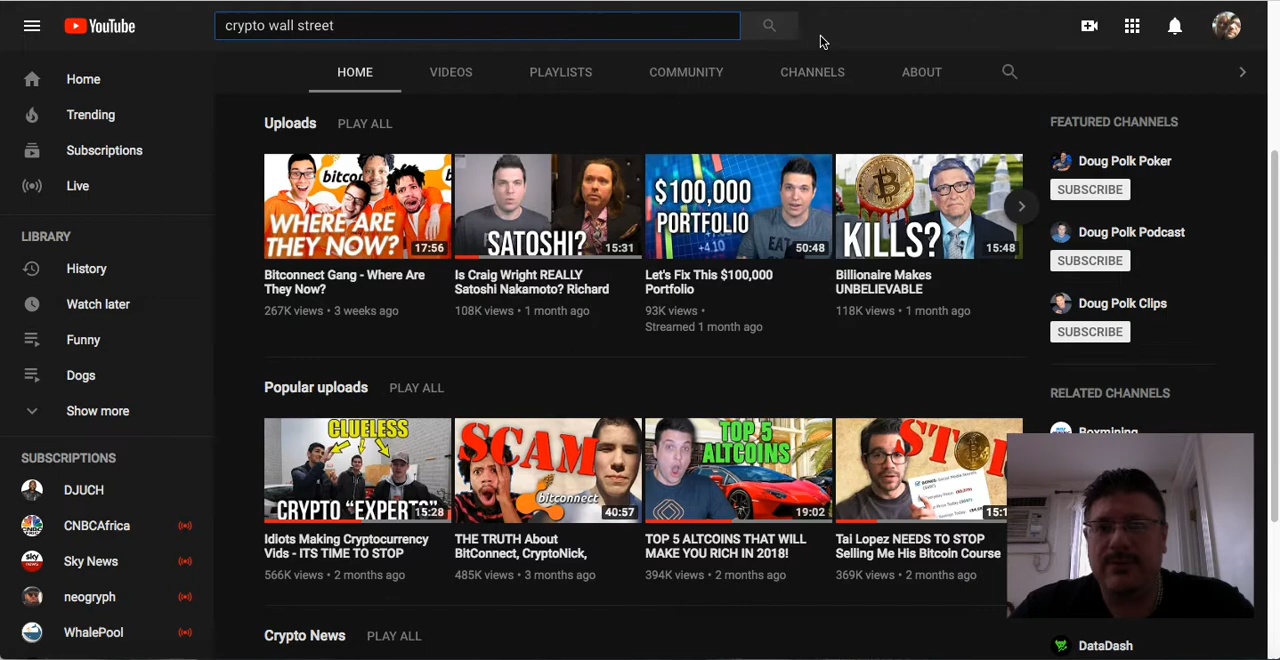 YouTube
crypto wall street
HOME VIDEOS PLAYLISTS COMMUNITY CHANNELS ABOUT
Home
Trending
Subscriptions
Live
LIBRARY
History
Watch later
Funny
Dogs
Show more
SUBSCRIPTIONS
DJUCH
CNBCAfrica
Sky News
neogryph
WhalePool
Uploads PLAY ALL
WHERE ARE
THEY NOW?
17:56
Bitconnect Gang - Where Are
They Now?
267K views • 3 weeks ago
SATOSHI?
15:31
Is Craig Wright REALLY
Satoshi Nakamoto? Richard
108K views • 1 month ago
$100,000
PORTFOLIO
+4.10
50:48
Let's Fix This $100,000
Portfolio
93K views •
Streamed 1 month ago
KILLS?
15:48
Billionaire Makes
UNBELIEVABLE
118K views • 1 month ago
Popular uploads PLAY ALL
CLUELESS
CRYPTO "EXPERT
15:28
Idiots Making Cryptocurrency
Vids - ITS TIME TO STOP
566K views • 2 months ago
SCAM
bitconnect
40:57
THE TRUTH About
BitConnect, CryptoNick,
485K views • 3 months ago
TOP 5
ALTCOINS
19:02
TOP 5 ALTCOINS THAT WILL
MAKE YOU RICH IN 2018!
394K views • 2 months ago
15:1
Tai Lopez NEEDS TO STOP
Selling Me His Bitcoin Course
369K views • 2 months ago
Crypto News PLAY ALL
FEATURED CHANNELS
Doug Polk Poker
SUBSCRIBE
Doug Polk Podcast
SUBSCRIBE
Doug Polk Clips
SUBSCRIBE
RELATED CHANNELS
Boxmining
DataDash